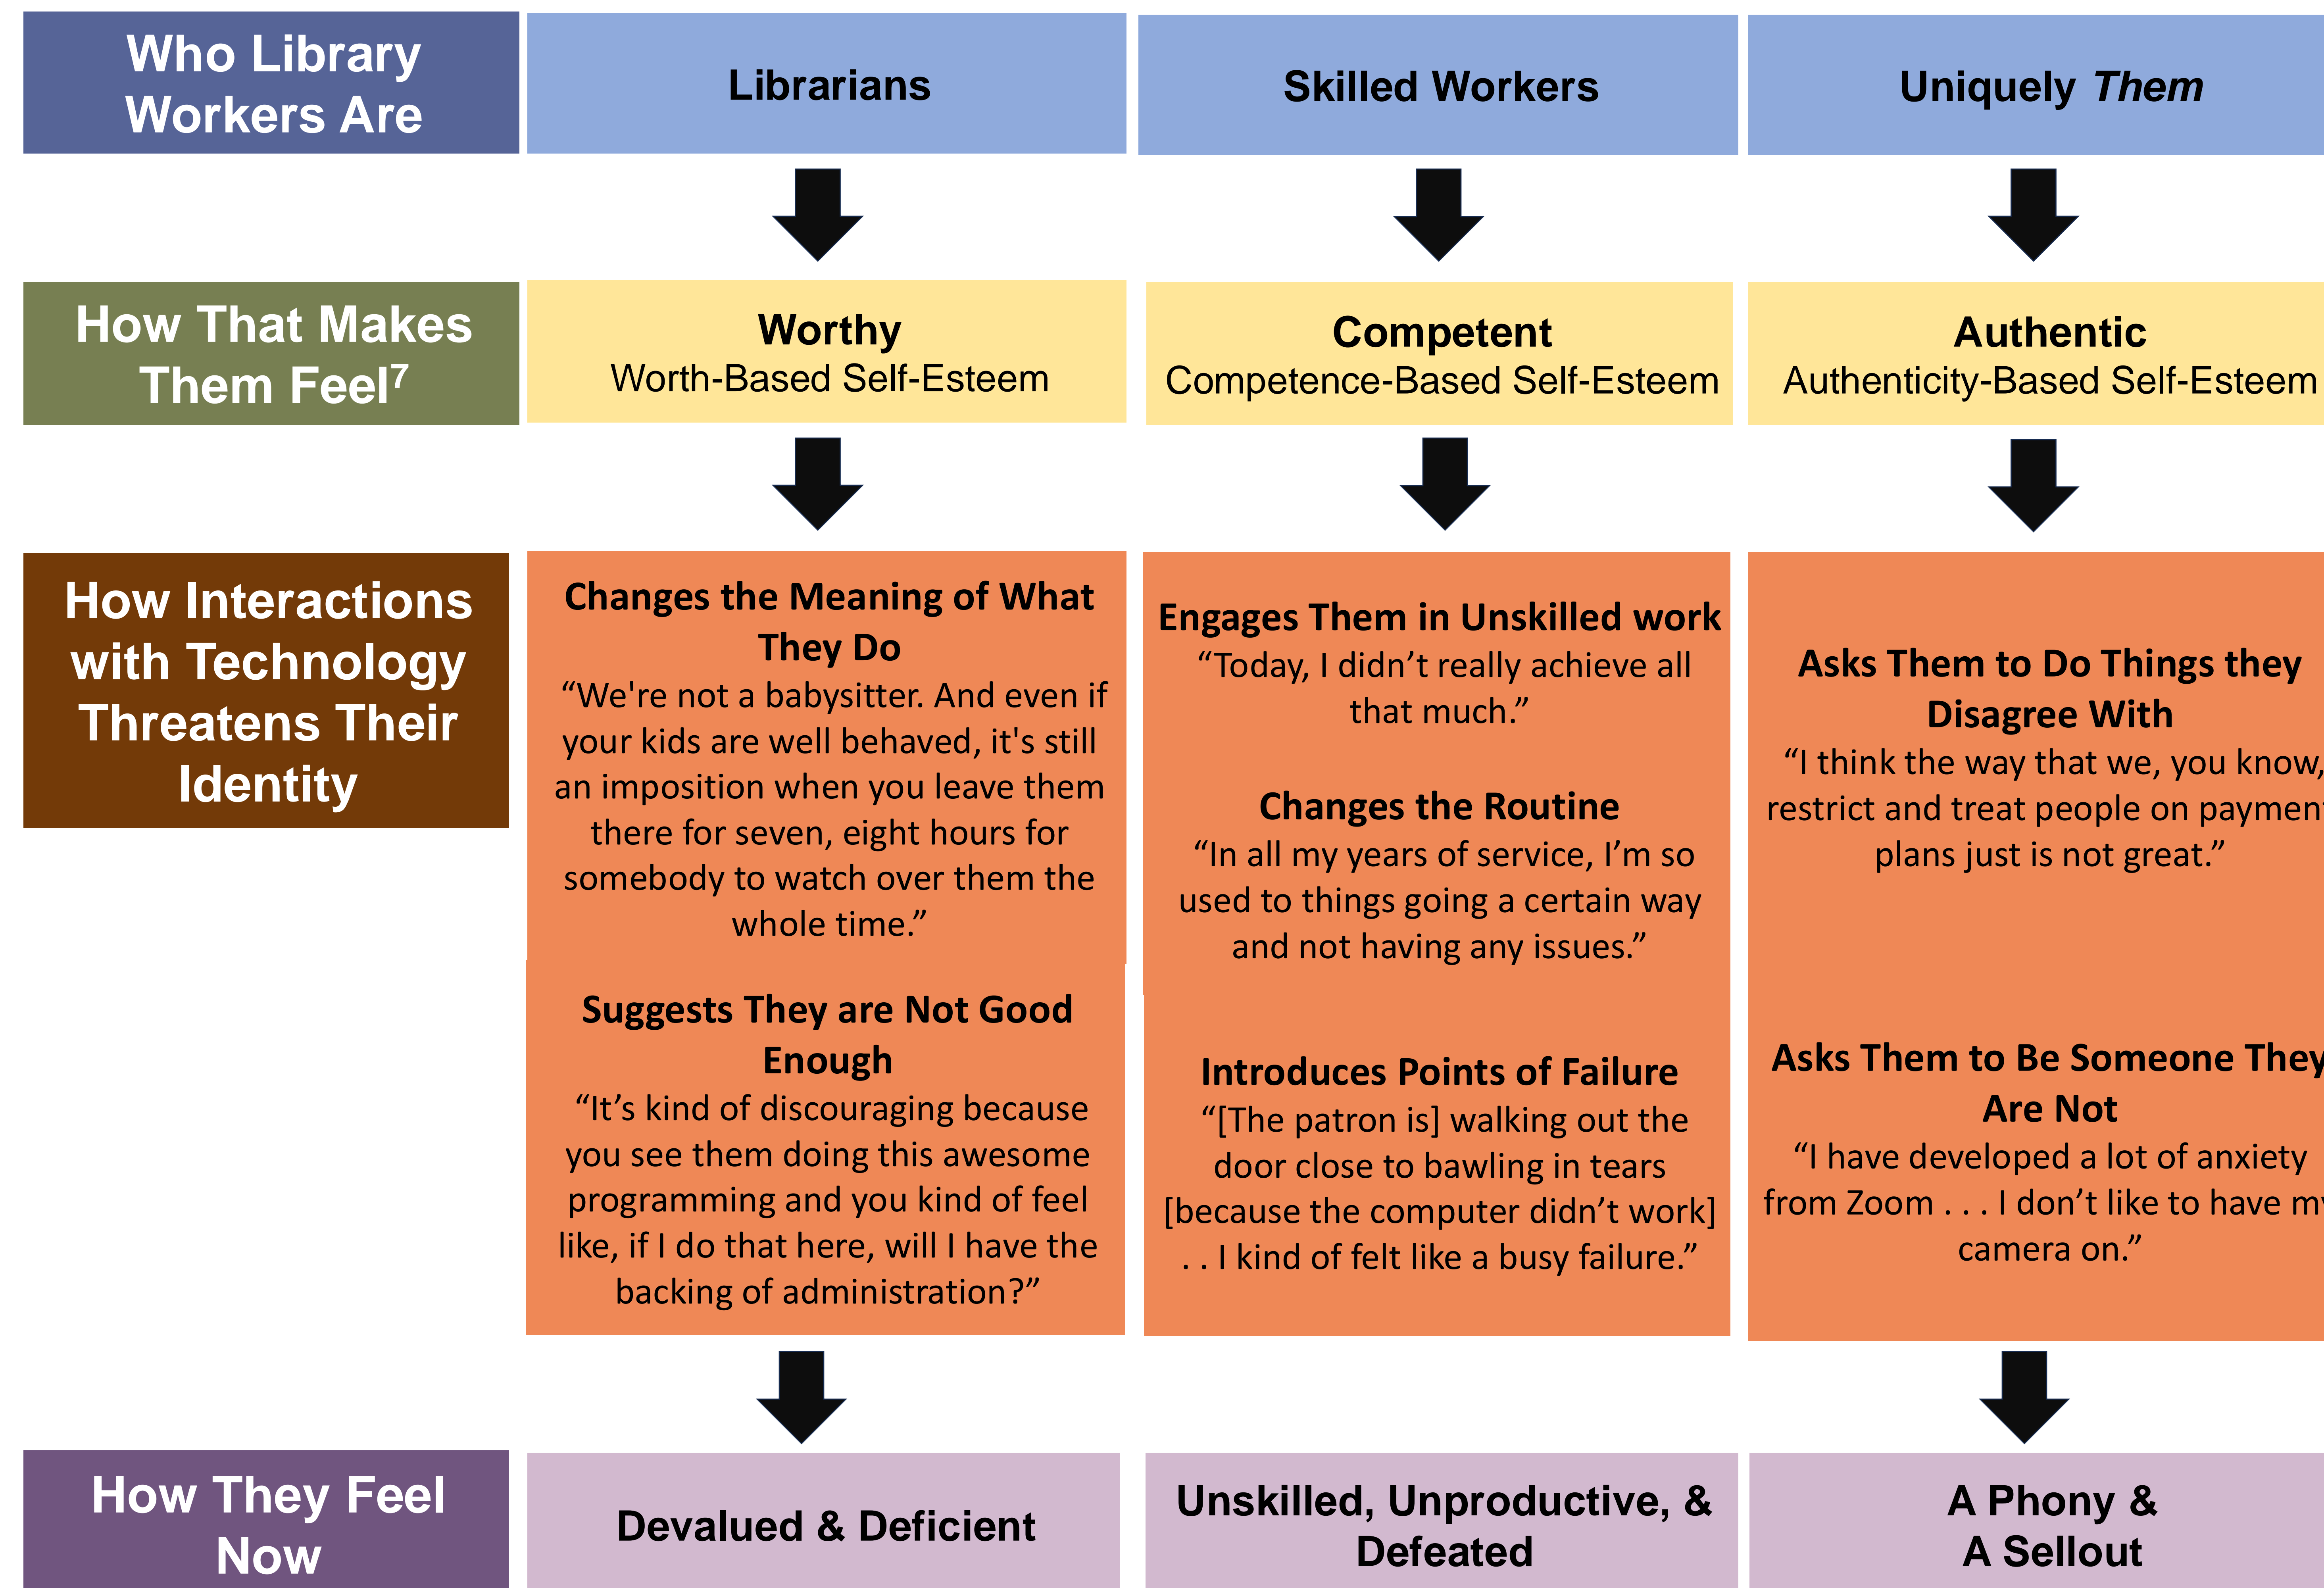 Who Library
Workers Are
Librarians
Skilled Workers
Uniquely Them
How That Makes
Them Feel7
Worthy
Worth-Based Self-Esteem
Competent
Competence-Based Self-Esteem
Authentic
Authenticity-Based Self-Esteem
How Interactions
with Technology
Threatens Their
Identity
Changes the Meaning of What
They Do
“We're not a babysitter. And even if
your kids are well behaved, it's still
an imposition when you leave them
there for seven, eight hours for
somebody to watch over them the
whole time.”
Suggests They are Not Good
Enough
“It’s kind of discouraging because
you see them doing this awesome
programming and you kind of feel
like, if I do that here, will I have the
backing of administration?”
Engages Them in Unskilled work
“Today, I didn’t really achieve all
that much.”
Changes the Routine
“In all my years of service, I’m so
used to things going a certain way
and not having any issues.”
Introduces Points of Failure
“[The patron is] walking out the
door close to bawling in tears
[because the computer didn’t work]
. . I kind of felt like a busy failure.”
Asks Them to Do Things they
Disagree With
“I think the way that we, you know,
restrict and treat people on payment
plans just is not great.”
Asks Them to Be Someone They
Are Not
“I have developed a lot of anxiety
from Zoom . . . I don’t like to have my
camera on.”
How They Feel
Now
Devalued & Deficient
Unskilled, Unproductive, &
Defeated
A Phony &
A Sellout